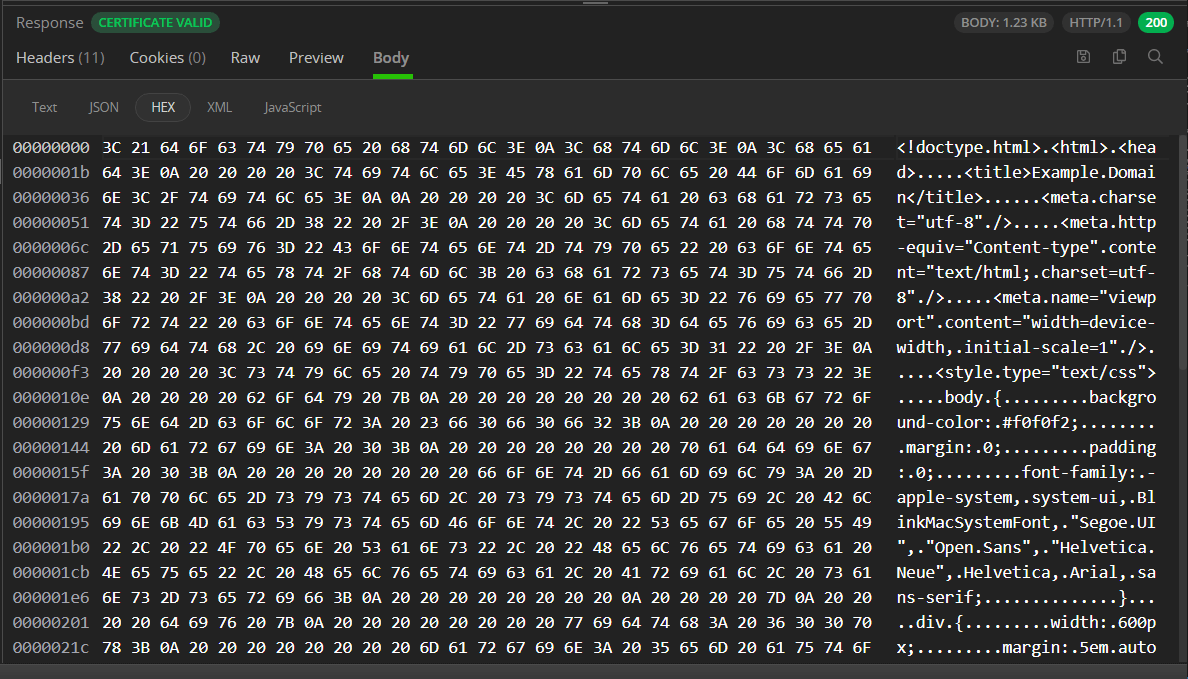 Response CERTIFICATE VALID BODY: 1.23 KB HTTP/1.1 200
Headers (11) Cookies (0) Raw Preview Body
Text JSON HEX XML JavaScript
00000000 3C 21 64 6F 63 74 79 70 65 20 68 74 6D 6C 3E 0A 3C 68 74 6D 6C 3E 0A 3C 68 65 61 <!doctype.html>.<html>.<hea
0000001b 64 3E 0A 20 20 20 20 3C 74 69 74 6C 65 3E 45 78 61 6D 70 6C 65 20 44 6F 6D 61 69 d>.....<title>Example.Domai
00000036 6E 3C 2F 74 69 74 6C 65 3E 0A 0A 20 20 20 20 3C 6D 65 74 61 20 63 68 61 72 73 65 n</title>......<meta.charse
00000051 74 3D 22 75 74 66 2D 38 22 20 2F 3E 0A 20 20 20 20 3C 6D 65 74 61 20 68 74 74 70 t="utf-8"./>.....<meta.http
0000006c 2D 65 71 75 69 76 3D 22 43 6F 6E 74 65 6E 74 2D 74 79 70 65 22 20 63 6F 6E 74 65 -equiv="Content-type".conte
00000087 6E 74 3D 22 74 65 78 74 2F 68 74 6D 6C 3B 20 63 68 61 72 73 65 74 3D 75 74 66 2D nt="text/html;.charset=utf-
000000a2 38 22 20 2F 3E 0A 20 20 20 20 3C 6D 65 74 61 20 6E 61 6D 65 3D 22 76 69 65 77 70 8"./>.....<meta.name="viewp
000000bd 6F 72 74 22 20 63 6F 6E 74 65 6E 74 3D 22 77 69 64 74 68 3D 64 65 76 69 63 65 2D ort".content="width=device-
000000d8 77 69 64 74 68 2C 20 69 6E 69 74 69 61 6C 2D 73 63 61 6C 65 3D 31 22 20 2F 3E 0A width,.initial-scale=1"./>.
000000f3 20 20 20 20 3C 73 74 79 6C 65 20 74 79 70 65 3D 22 74 65 78 74 2F 63 73 73 22 3E ....<style.type="text/css">
0000010e 0A 20 20 20 20 62 6F 64 79 20 7B 0A 20 20 20 20 20 20 20 20 62 61 63 6B 67 72 6F .....body.{.........backgro
00000129 75 6E 64 2D 63 6F 6C 6F 72 3A 20 23 66 30 66 30 66 32 3B 0A 20 20 20 20 20 20 20 und-color:.#f0f0f2;........
00000144 20 6D 61 72 67 69 6E 3A 20 30 3B 0A 20 20 20 20 20 20 20 20 70 61 64 64 69 6E 67 .margin:.0;.........padding
0000015f 3A 20 30 3B 0A 20 20 20 20 20 20 20 20 66 6F 6E 74 2D 66 61 6D 69 6C 79 3A 20 2D :.0;.........font-family:.-
0000017a 61 70 70 6C 65 2D 73 79 73 74 65 6D 2C 20 73 79 73 74 65 6D 2D 75 69 2C 20 42 6C apple-system,.system-ui,.Bl
00000195 69 6E 6B 4D 61 63 53 79 73 74 65 6D 46 6F 6E 74 2C 20 22 53 65 67 6F 65 20 55 49 inkMacSystemFont,."Segoe.UI
000001b0 22 2C 20 22 4F 70 65 6E 20 53 61 6E 73 22 2C 20 22 48 65 6C 76 65 74 69 63 61 20 ",."Open.Sans",."Helvetica.
000001cb 4E 65 75 65 22 2C 20 48 65 6C 76 65 74 69 63 61 2C 20 41 72 69 61 6C 2C 20 73 61 Neue",.Helvetica,.Arial,.sa
000001e6 6E 73 2D 73 65 72 69 66 3B 0A 20 20 20 20 20 20 20 20 0A 20 20 20 20 7D 0A 20 20 ns-serif;..............}...
00000201 20 20 64 69 76 20 7B 0A 20 20 20 20 20 20 20 20 77 69 64 74 68 3A 20 36 30 30 70 ..div.{.........width:.600p
0000021c 78 3B 0A 20 20 20 20 20 20 20 20 6D 61 72 67 69 6E 3A 20 35 65 6D 20 61 75 74 6F x;.........margin:.5em.auto